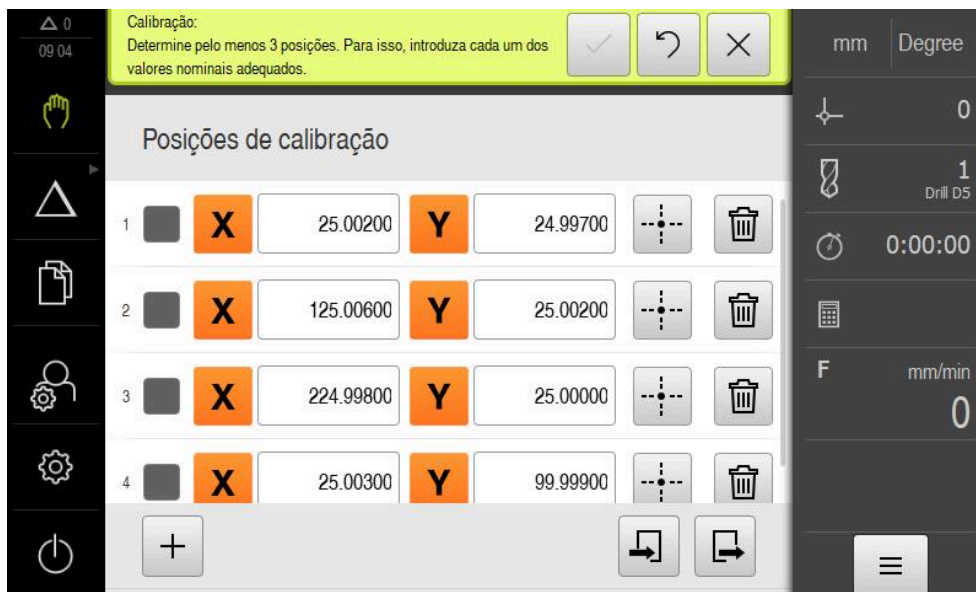 0
09 04
Calibração:
Determine pelo menos 3 posições. Para isso, introduza cada um dos
valores nominais adequados.
mm Degree
Posições de calibração
0
1
Drill D5
0:00:00
F mm/min
0
1 X 25.00200 Y 24.99700
2 X 125.00600 Y 25.00200
3 X 224.99800 Y 25.00000
4 X 25.00300 Y 99.99900